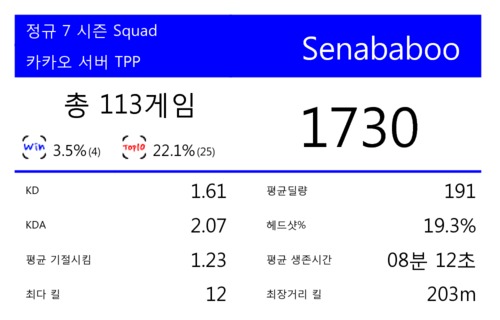 정규 7 시즌 Squad
카카오 서버 TPP
Senababoo
총 113게임
Win 3.5%(4) Top10 22.1%(25)
1730
KD 1.61
평균딜량 191
KDA 2.07
헤드샷% 19.3%
평균 기절시킴 1.23
평균 생존시간 08분 12초
최다 킬 12
최장거리 킬 203m